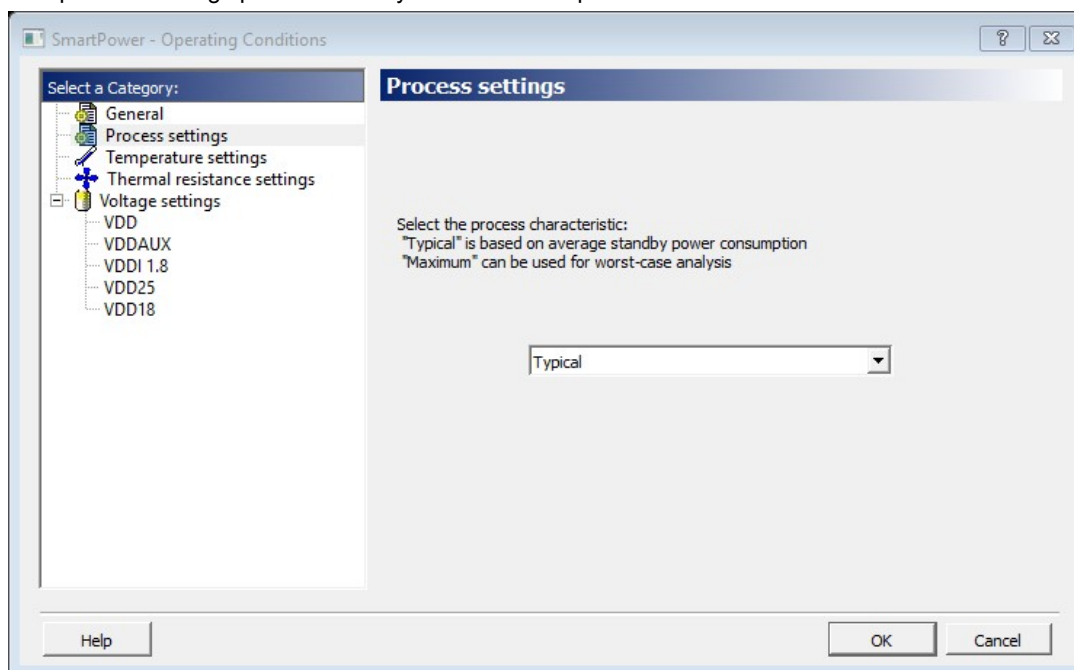 SmartPower - Operating Conditions
Select a Category:
General
Process settings
Temperature settings
Thermal resistance settings
Voltage settings
VDD
VDDAUX
VDDI 1.8
VDD25
VDD18
Process settings
Select the process characteristic:
"Typical" is based on average standby power consumption
"Maximum" can be used for worst-case analysis
Typical
Help
OK
Cancel